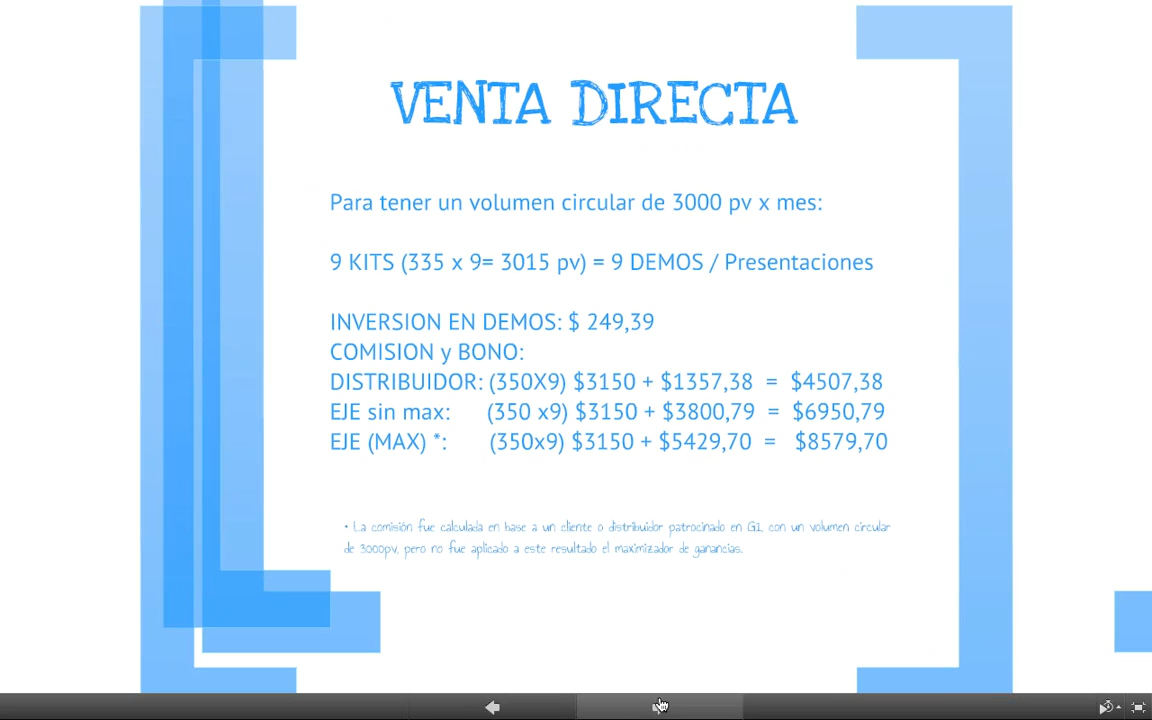 VENTA DIRECTA
Para tener un volumen circular de 3000 pv x mes:
9 KITS (335 x 9= 3015 pv) = 9 DEMOS / Presentaciones
INVERSION EN DEMOS: $ 249,39
COMISION y BONO:
DISTRIBUIDOR: (350X9) $3150 + $1357,38 = $4507,38
EJE sin max: (350 x9) $3150 + $3800,79 = $6950,79
EJE (MAX) *: (350x9) $3150 + $5429,70 = $8579,70
• La comisión fue calculada en base a un cliente o distribuidor patrocinado en G1, con un volumen circular
de 3000pv, pero no fue aplicado a este resultado el maximizador de ganancias.